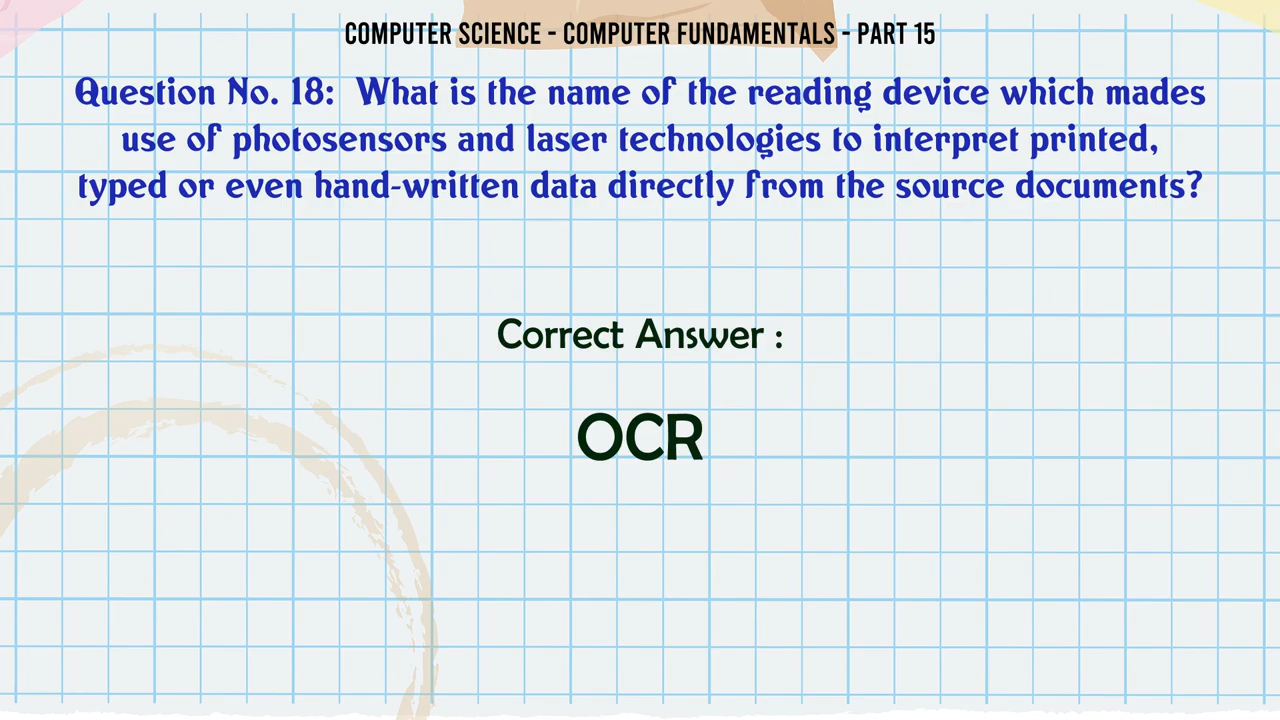 COMPUTER SCIENCE - COMPUTER FUNDAMENTALS - PART 15
Question No. 18: What is the name of the reading device which mades
use of photosensors and laser technologies to interpret printed,
typed or even hand-written data directly from the source documents?
Correct Answer :
OCR